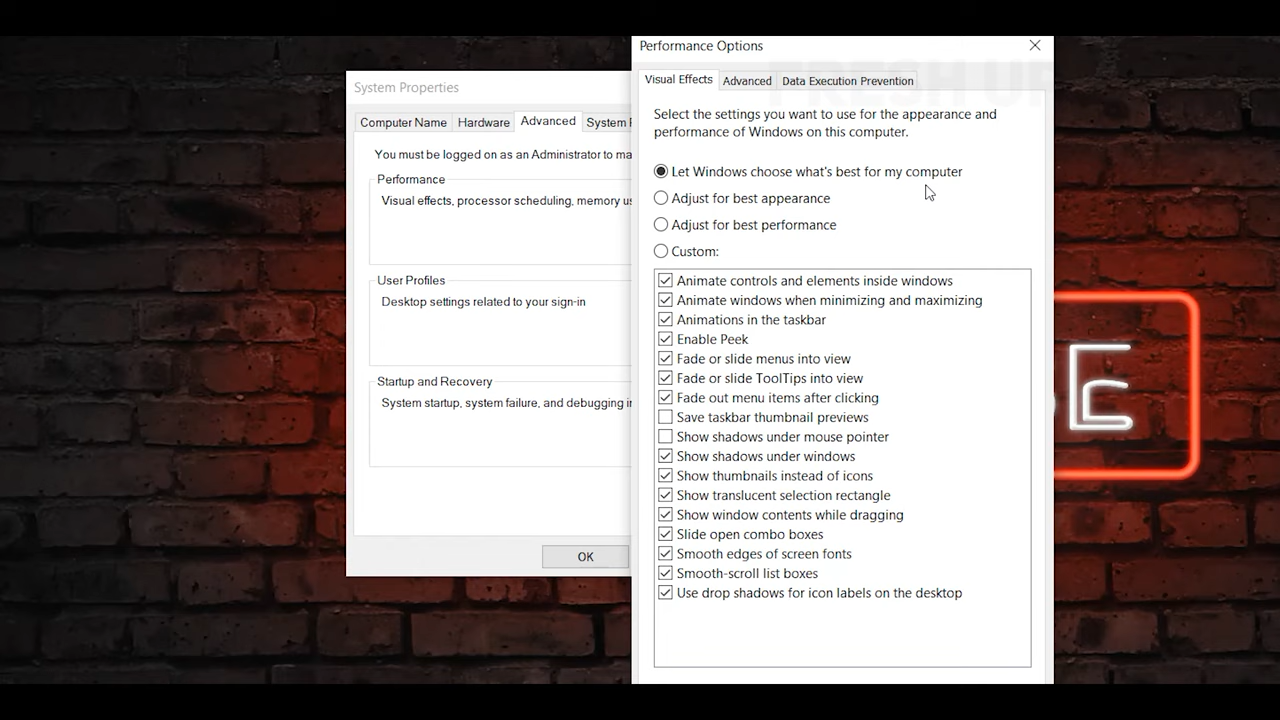 Performance Options
System Properties
Visual Effects
Advanced
Data Execution Prevention
Computer Name
Hardware
Advanced
System
You must be logged on as an Administrator to
Performance
Visual effects, processor scheduling, memory
User Profiles
Desktop settings related to your sign-in
Startup and Recovery
System startup, system failure, and debugging
OK
Select the settings you want to use for the appearance and
performance of Windows on this computer.
Let Windows choose what's best for my computer
Adjust for best appearance
Adjust for best performance
Custom:
Animate controls and elements inside windows
Animate windows when minimizing and maximizing
Animations in the taskbar
Enable Peek
Fade or slide menus into view
Fade or slide ToolTips into view
Fade out menu items after clicking
Save taskbar thumbnail previews
Show shadows under mouse pointer
Show shadows under windows
Show thumbnails instead of icons
Show translucent selection rectangle
Show window contents while dragging
Slide open combo boxes
Smooth edges of screen fonts
Smooth-scroll list boxes
Use drop shadows for icon labels on the desktop
E